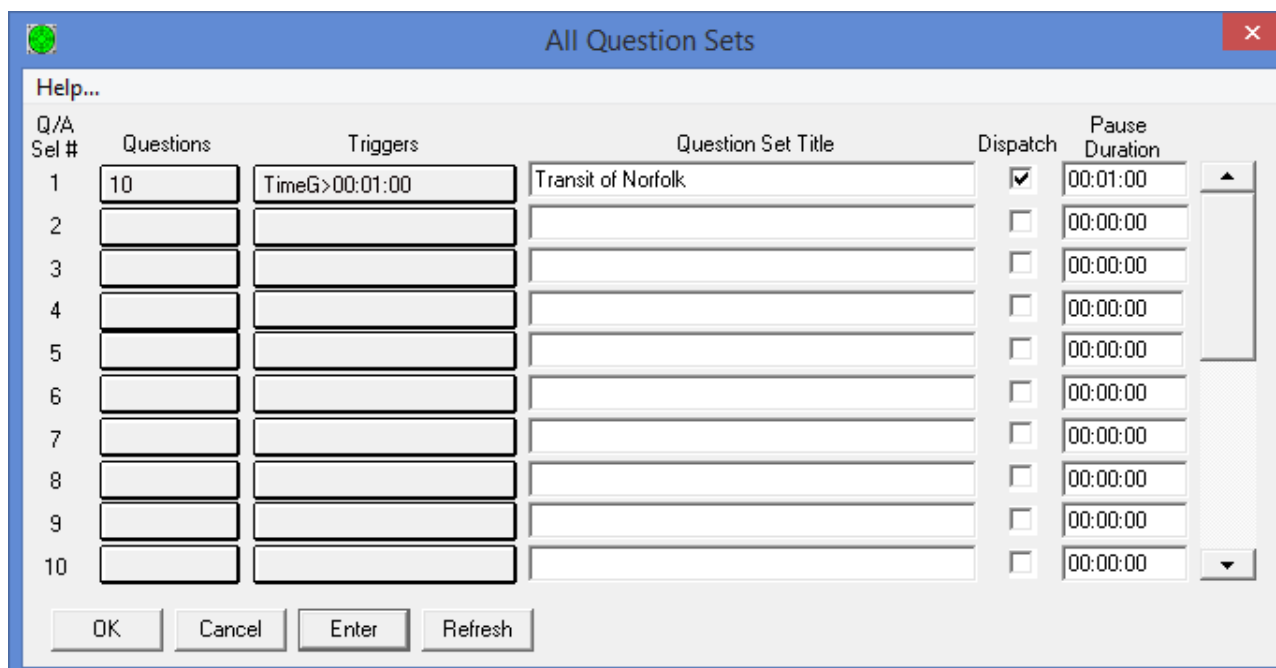 All Question Sets
Help...
Q/A Sel # Questions Triggers Question Set Title Dispatch Pause Duration
1 10 TimeG>00:01:00 Transit of Norfolk 00:01:00
2 00:00:00
3 00:00:00
4 00:00:00
5 00:00:00
6 00:00:00
7 00:00:00
8 00:00:00
9 00:00:00
10 00:00:00
OK Cancel Enter Refresh